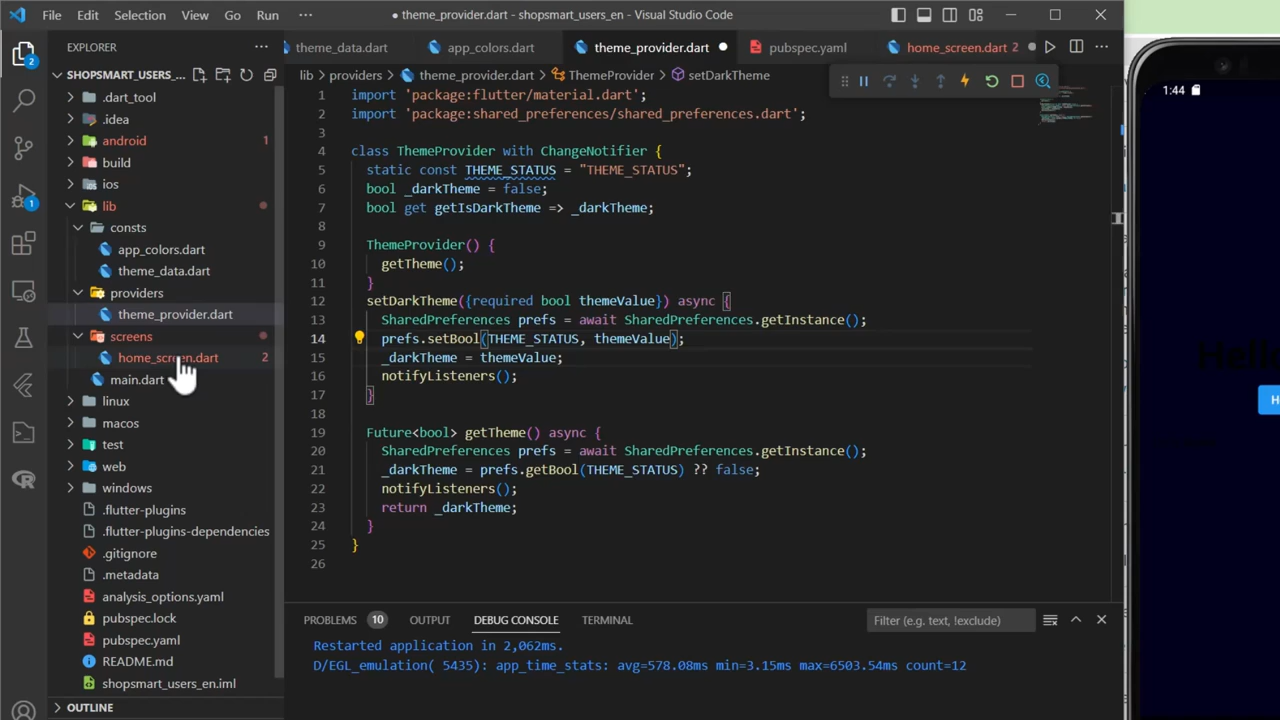 File Edit Selection View Go Run ··· ● theme_provider.dart - shopsmart_users_en - Visual Studio Code
EXPLORER ··· theme_data.dart app_colors.dart theme_provider.dart pubspec.yaml home_screen.dart 2
SHOPSMART_USERS_... lib > providers > theme_provider.dart > ThemeProvider > setDarkTheme
.dart_tool
.idea
android 1
build
ios
lib
consts
app_colors.dart
theme_data.dart
providers
theme_provider.dart
screens
home_screen.dart 2
main.dart
linux
macos
test
web
windows
.flutter-plugins
.flutter-plugins-dependencies
.gitignore
.metadata
analysis_options.yaml
pubspec.lock
pubspec.yaml
README.md
shopsmart_users_en.iml
OUTLINE
2
1
1 import 'package:flutter/material.dart';
2 import 'package:shared_preferences/shared_preferences.dart';
3
4 class ThemeProvider with ChangeNotifier {
5 static const THEME_STATUS = "THEME_STATUS";
6 bool _darkTheme = false;
7 bool get getIsDarkTheme => _darkTheme;
8
9 ThemeProvider() {
10 getTheme();
11 }
12 setDarkTheme({required bool themeValue}) async {
13 SharedPreferences prefs = await SharedPreferences.getInstance();
14 prefs.setBool(THEME_STATUS, themeValue);
15 _darkTheme = themeValue;
16 notifyListeners();
17 }
18
19 Future<bool> getTheme() async {
20 SharedPreferences prefs = await SharedPreferences.getInstance();
21 _darkTheme = prefs.getBool(THEME_STATUS) ?? false;
22 notifyListeners();
23 return _darkTheme;
24 }
25 }
26
PROBLEMS 10 OUTPUT DEBUG CONSOLE TERMINAL Filter (e.g. text, !exclude)
Restarted application in 2,062ms.
D/EGL_emulation( 5435): app_time_stats: avg=578.08ms min=3.15ms max=6503.54ms count=12
1:44
Hello